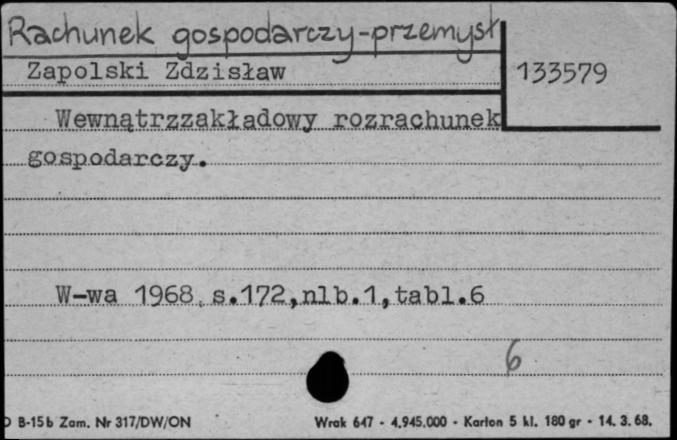 Rachunek gospodarczy-przemysł
Zapolski Zdzisław
133579
Wewnątrzzakładowy rozrachunek
gospodarczy.
W-wa 1968, s.172,nlb.1,tabl.6
6
B-15b Zam. Nr 317/DW/ON
Wrak 647 - 4.945.000 - Karton 5 kl. 180 gr - 14. 3. 68.